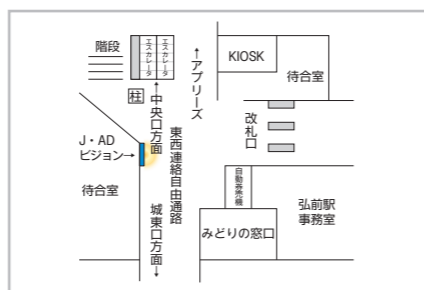 階段
エスカレータ
エスカレータ
←アプリーズ
KIOSK
待合室
柱
←中央口方面
東西連絡自由通路
改札口
J・AD
ビジョン→
待合室
城東口方面→
自動券売機
みどりの窓口
弘前駅
事務室